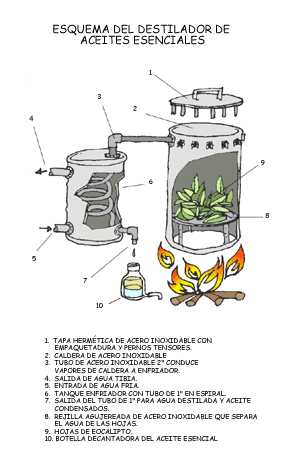 ESQUEMA DEL DESTILADOR DE
ACEITES ESENCIALES
1
2
3
4
9
6
8
5
7
10
1. TAPA HERMÉTICA DE ACERO INOXIDABLE CON
EMPAQUETADURA Y PERNOS TENSORES.
2. CALDERA DE ACERO INOXIDABLE
3. TUBO DE ACERO INOXIDABLE 2" CONDUCE
VAPORES DE CALDERA A ENFRIADOR.
4. SALIDA DE AGUA TIBIA.
5. ENTRADA DE AGUA FRIA.
6. TANQUE ENFRIADOR CON TUBO DE 1" EN ESPIRAL.
7. SALIDA DEL TUBO DE 1" PARA AGUA DESTILADA Y ACEITE
CONDENSADOS.
8. REJILLA AGUJEREADA DE ACERO INOXIDABLE QUE SEPARA
EL AGUA DE LAS HOJAS.
9. HOJAS DE EOCALIPTO.
10. BOTELLA DECANTADORA DEL ACEITE ESENCIAL